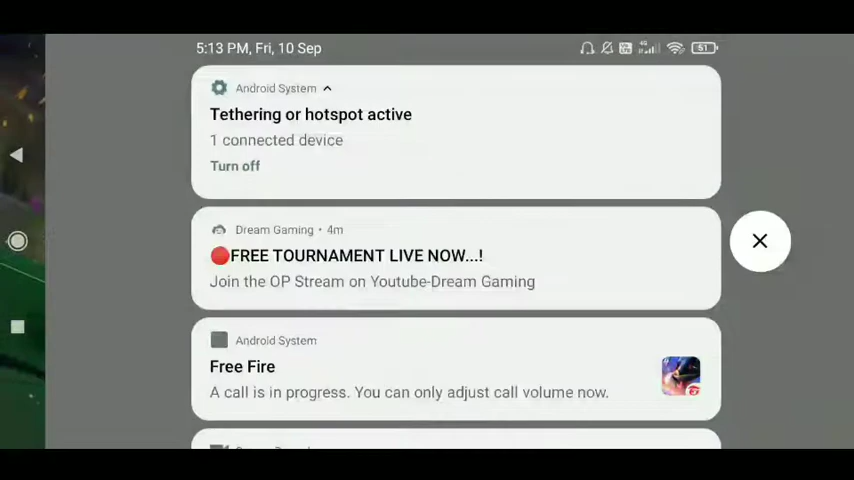 5:13 PM, Fri, 10 Sep
51
Android System
Tethering or hotspot active
1 connected device
Turn off
Dream Gaming • 4m
🔴FREE TOURNAMENT LIVE NOW...!
Join the OP Stream on Youtube-Dream Gaming
Android System
Free Fire
A call is in progress. You can only adjust call volume now.